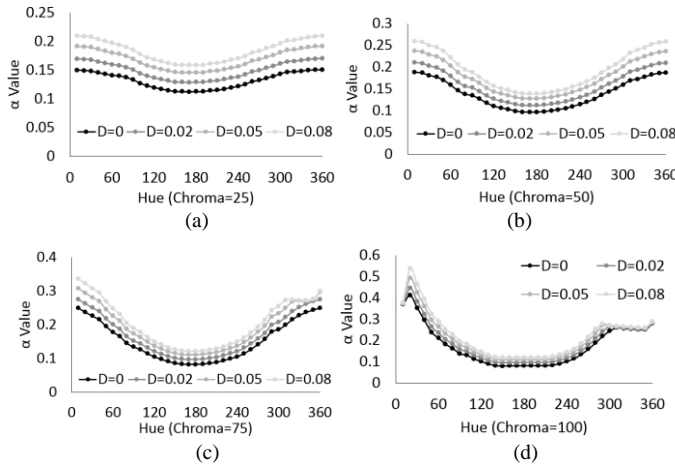 0.25
0.2
0.15
0.1
0.05
0
α Value
D=0 D=0.02 D=0.05 D=0.08
0 60 120 180 240 300 360
Hue (Chroma=25)
(a)
0.3
0.25
0.2
0.15
0.1
0.05
0
α Value
D=0 D=0.02 D=0.05 D=0.08
0 60 120 180 240 300 360
Hue (Chroma=50)
(b)
0.4
0.3
0.2
0.1
0
α Value
D=0 D=0.02 D=0.05 D=0.08
0 60 120 180 240 300 360
Hue (Chroma=75)
(c)
0.6
0.5
0.4
0.3
0.2
0.1
0
α Value
D=0 D=0.02
D=0.05 D=0.08
0 60 120 180 240 300 360
Hue (Chroma=100)
(d)